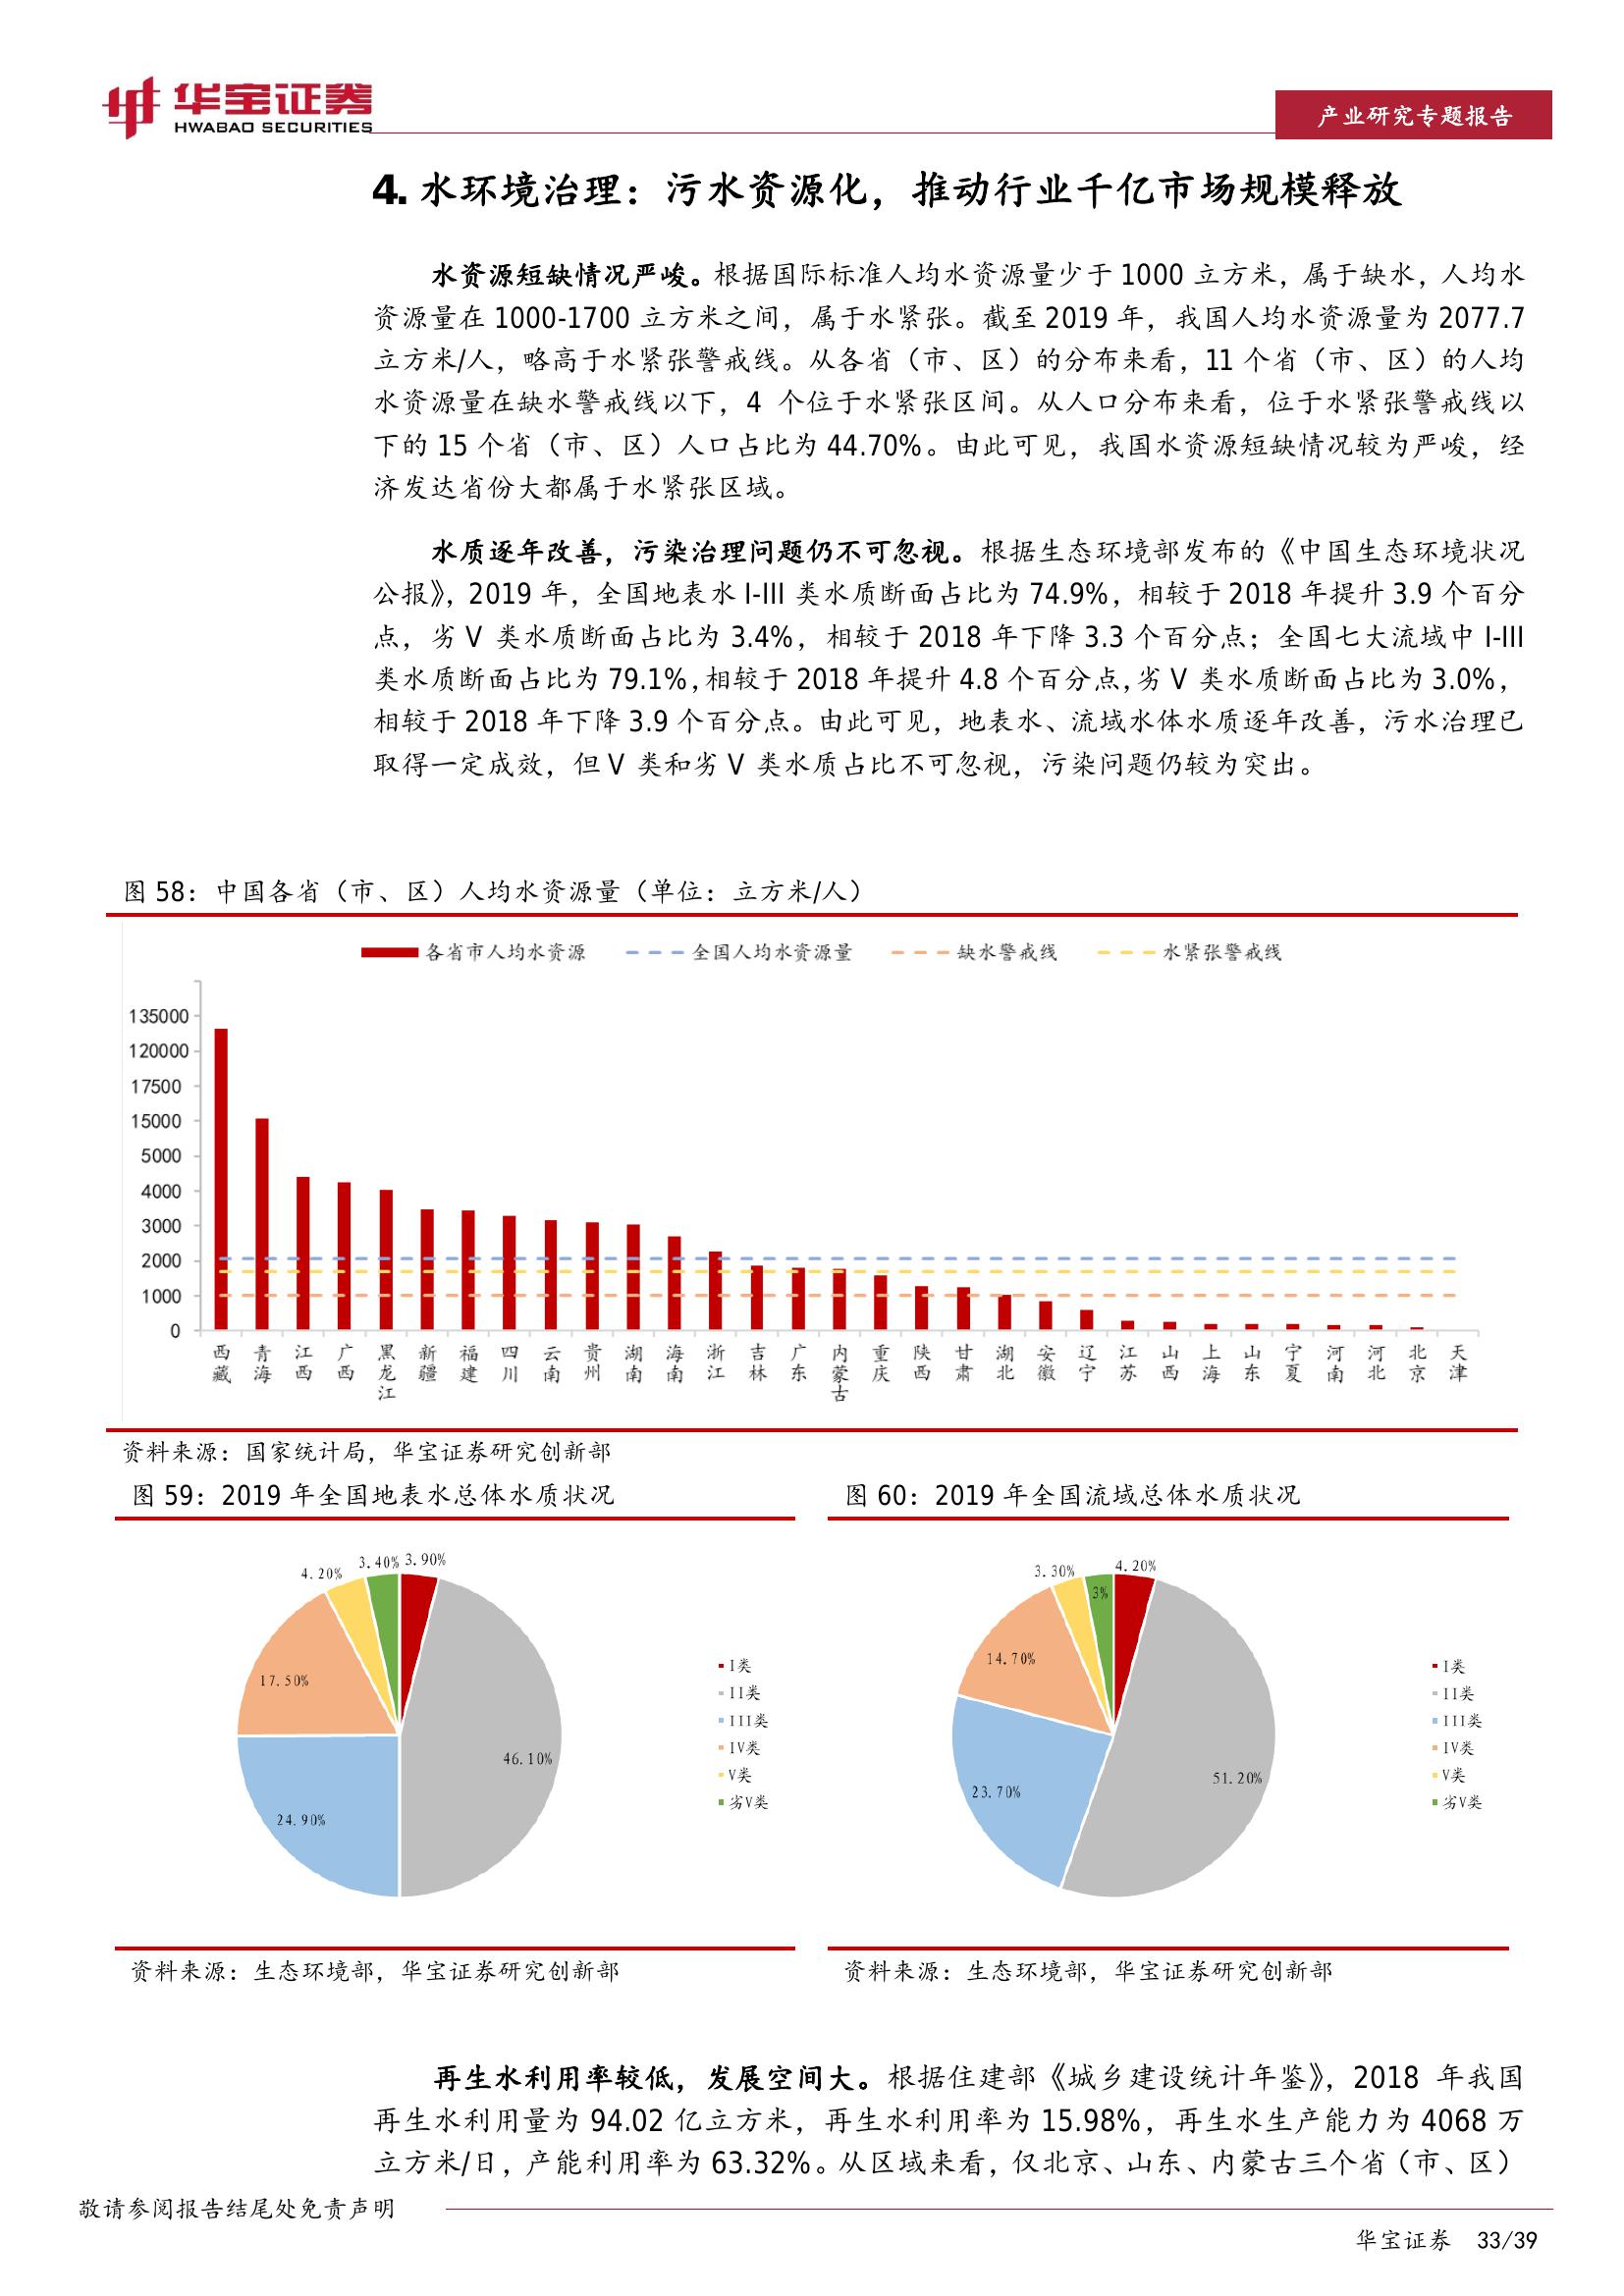 华宝证券
HWABAO SECURITIES
产业研究专题报告
4. 水环境治理：污水资源化，推动行业千亿市场规模释放
水资源短缺情况严峻。根据国际标准人均水资源量少于 1000 立方米，属于缺水，人均水
资源量在 1000-1700 立方米之间，属于水紧张。截至 2019 年，我国人均水资源量为 2077.7
立方米/人，略高于水紧张警戒线。从各省（市、区）的分布来看，11 个省（市、区）的人均
水资源量在缺水警戒线以下，4 个位于水紧张区间。从人口分布来看，位于水紧张警戒线以
下的 15 个省（市、区）人口占比为 44.70%。由此可见，我国水资源短缺情况较为严峻，经
济发达省份大都属于水紧张区域。
水质逐年改善，污染治理问题仍不可忽视。根据生态环境部发布的《中国生态环境状况
公报》，2019 年，全国地表水 I-III 类水质断面占比为 74.9%，相较于 2018 年提升 3.9 个百分
点，劣 V 类水质断面占比为 3.4%，相较于 2018 年下降 3.3 个百分点；全国七大流域中 I-III
类水质断面占比为 79.1%，相较于 2018 年提升 4.8 个百分点，劣 V 类水质断面占比为 3.0%，
相较于 2018 年下降 3.9 个百分点。由此可见，地表水、流域水体水质逐年改善，污水治理已
取得一定成效，但 V 类和劣 V 类水质占比不可忽视，污染问题仍较为突出。
图 58：中国各省（市、区）人均水资源量（单位：立方米/人）
各省市人均水资源 全国人均水资源量 缺水警戒线 水紧张警戒线
135000
120000
17500
15000
5000
4000
3000
2000
1000
0
西藏 青海 江西 广西 黑龙江 新疆 福建 四川 云南 贵州 湖南 海南 浙江 吉林 广东 内蒙古 重庆 陕西 甘肃 湖北 安徽 辽宁 江苏 山西 上海 山东 宁夏 河南 河北 北京 天津
资料来源：国家统计局，华宝证券研究创新部
图 59：2019 年全国地表水总体水质状况
3.90%
46.10%
24.90%
17.50%
4.20%
3.40%
I类
II类
III类
IV类
V类
劣V类
资料来源：生态环境部，华宝证券研究创新部
图 60：2019 年全国流域总体水质状况
4.20%
51.20%
23.70%
14.70%
3.30%
3%
I类
II类
III类
IV类
V类
劣V类
资料来源：生态环境部，华宝证券研究创新部
再生水利用率较低，发展空间大。根据住建部《城乡建设统计年鉴》，2018 年我国
再生水利用量为 94.02 亿立方米，再生水利用率为 15.98%，再生水生产能力为 4068 万
立方米/日，产能利用率为 63.32%。从区域来看，仅北京、山东、内蒙古三个省（市、区）
敬请参阅报告结尾处免责声明
华宝证券 33/39